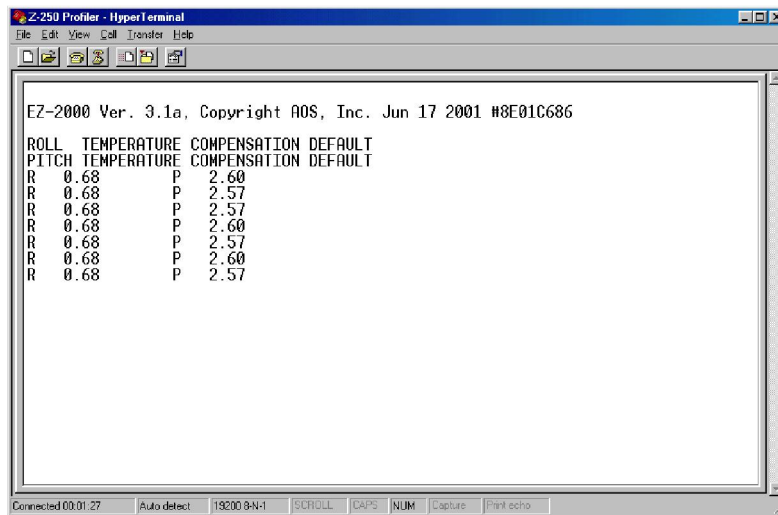 Z-250 Profiler - HyperTerminal
File Edit View Call Transfer Help
EZ-2000 Ver. 3.1a, Copyright AOS, Inc. Jun 17 2001 #8E01C686
ROLL TEMPERATURE COMPENSATION DEFAULT
PITCH TEMPERATURE COMPENSATION DEFAULT
R 0.68 P 2.60
R 0.68 P 2.57
R 0.68 P 2.57
R 0.68 P 2.60
R 0.68 P 2.57
R 0.68 P 2.60
R 0.68 P 2.57
Connected 00:01:27 Auto detect 19200 8-N-1 SCROLL CAPS NUM Capture Print echo